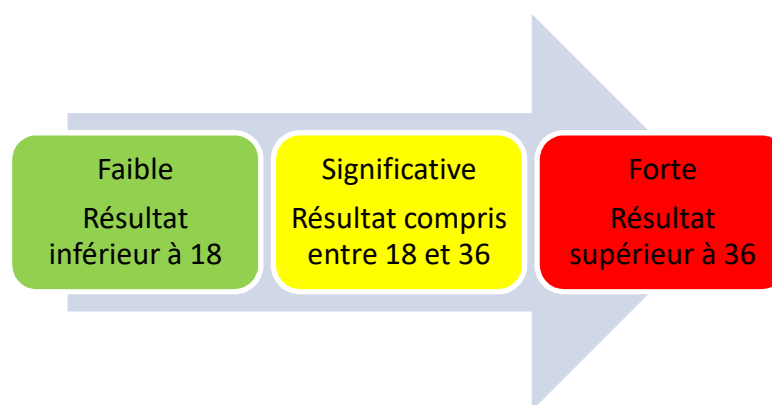 Faible
Résultat
inférieur à 18
Significative
Résultat compris
entre 18 et 36
Forte
Résultat
supérieur à 36